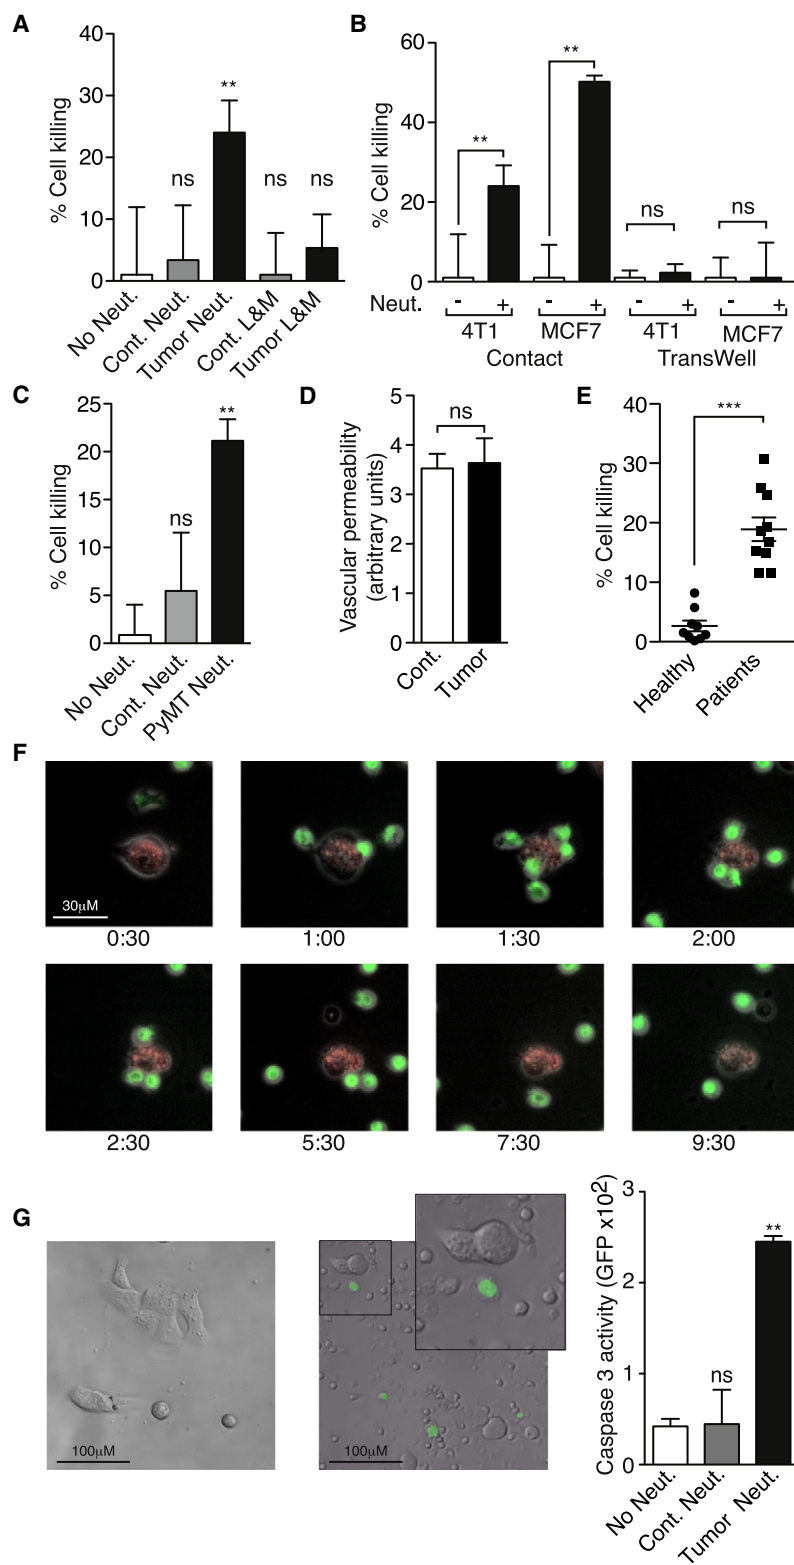 A
% Cell killing
40
30
20
10
0
**
ns
ns
ns
No Neut.
Cont. Neut.
Tumor Neut.
Cont. L&M
Tumor L&M
B
% Cell killing
60
40
20
0
**
**
ns
ns
Neut. - + - + - + - +
4T1 MCF7 4T1 MCF7
Contact TransWell
C
% Cell killing
25
20
15
10
5
0
ns
**
No Neut.
Cont. Neut.
PyMT Neut.
D
Vascular permeability
(arbitrary units)
5
4
3
2
1
0
ns
Cont.
Tumor
E
% Cell killing
40
30
20
10
0
***
Healthy
Patients
F
30µM
0:30 1:00 1:30 2:00
2:30 5:30 7:30 9:30
G
100µM
100µM
Caspase 3 activity (GFP x10²)
3
2
1
0
ns
**
No Neut.
Cont. Neut.
Tumor Neut.